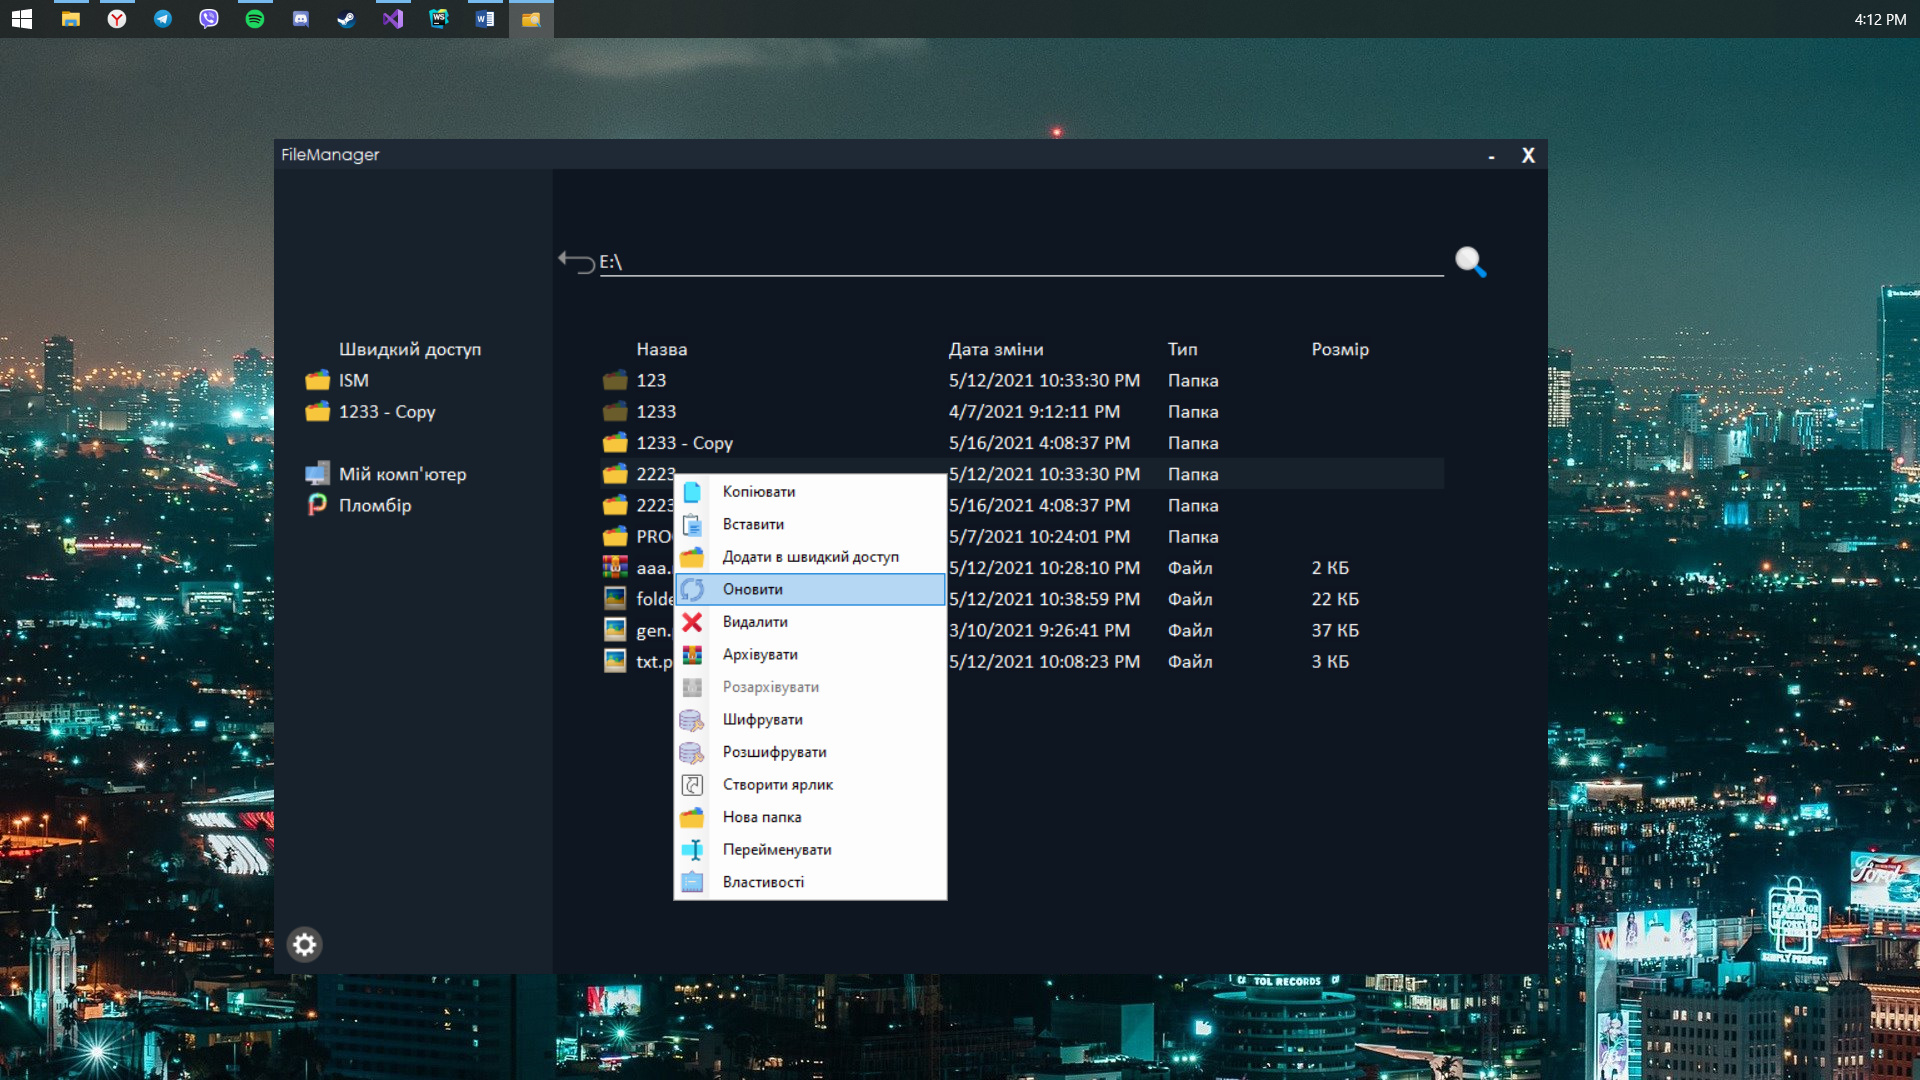 4:12 PM
FileManager
- X
E:\
Швидкий доступ
ISM
1233 - Copy
Мій комп'ютер
Пломбір
Назва Дата зміни Тип Розмір
123 5/12/2021 10:33:30 PM Папка
1233 4/7/2021 9:12:11 PM Папка
1233 - Copy 5/16/2021 4:08:37 PM Папка
2223 5/12/2021 10:33:30 PM Папка
2223 5/16/2021 4:08:37 PM Папка
PRO 5/7/2021 10:24:01 PM Папка
aaa. 5/12/2021 10:28:10 PM Файл 2 КБ
folde 5/12/2021 10:38:59 PM Файл 22 КБ
gen. 3/10/2021 9:26:41 PM Файл 37 КБ
txt.p 5/12/2021 10:08:23 PM Файл 3 КБ
Копіювати
Вставити
Додати в швидкий доступ
Оновити
Видалити
Архівувати
Розархівувати
Шифрувати
Розшифрувати
Створити ярлик
Нова папка
Перейменувати
Властивості
Ford
SIMPLY PERFECT
W
TOL RECORDS